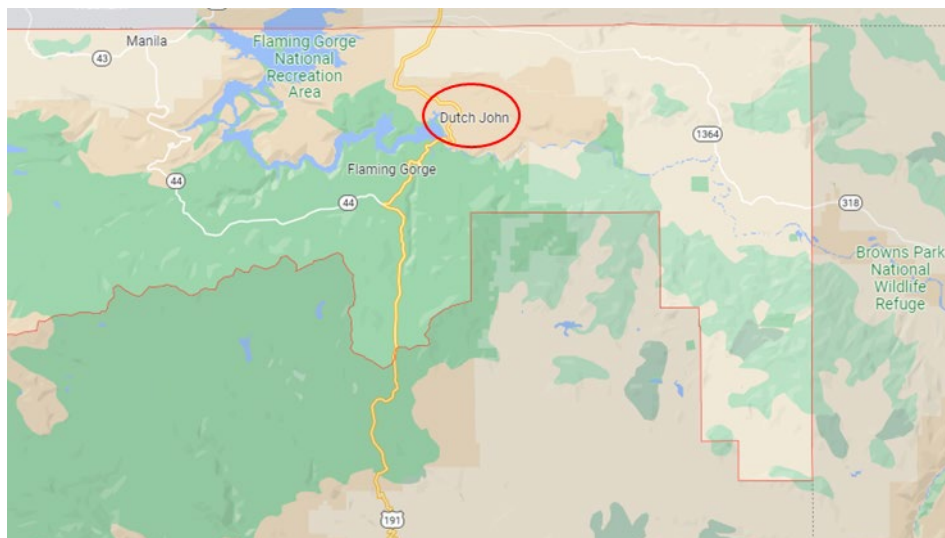 Manila
43
Flaming Gorge
National
Recreation
Area
Dutch John
1364
Flaming Gorge
44
44
318
Browns Park
National
Wildlife
Refuge
191